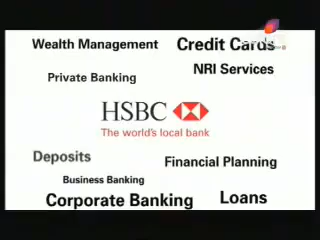 Wealth Management
Credit Cards
Private Banking
NRI Services
HSBC
The world's local bank
Deposits
Financial Planning
Business Banking
Corporate Banking
Loans